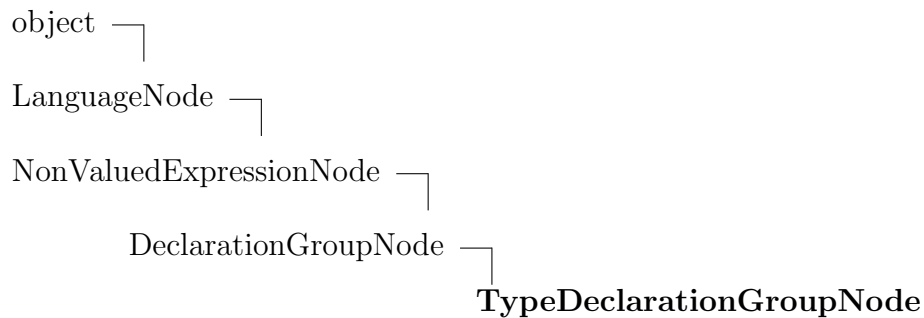 object
LanguageNode
NonValuedExpressionNode
DeclarationGroupNode
TypeDeclarationGroupNode